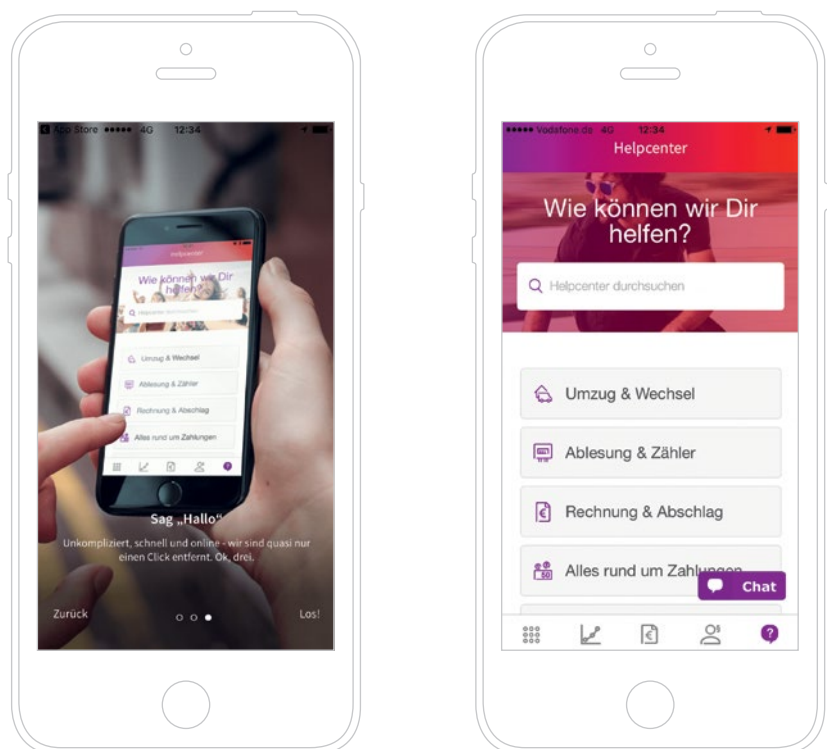 App Store 4G 12:34
Helpcenter
Wie können wir Dir
helfen?
Helpcenter durchsuchen
Umzug & Wechsel
Ablesung & Zähler
Rechnung & Abschlag
Alles rund um Zahlungen
Sag „Hallo“
Unkompliziert, schnell und online - wir sind quasi nur
einen Click entfernt. Ok, drei.
Zurück
Los!
Vodafone.de 4G 12:34
Helpcenter
Wie können wir Dir
helfen?
Helpcenter durchsuchen
Umzug & Wechsel
Ablesung & Zähler
Rechnung & Abschlag
Alles rund um Zahlungen
Chat